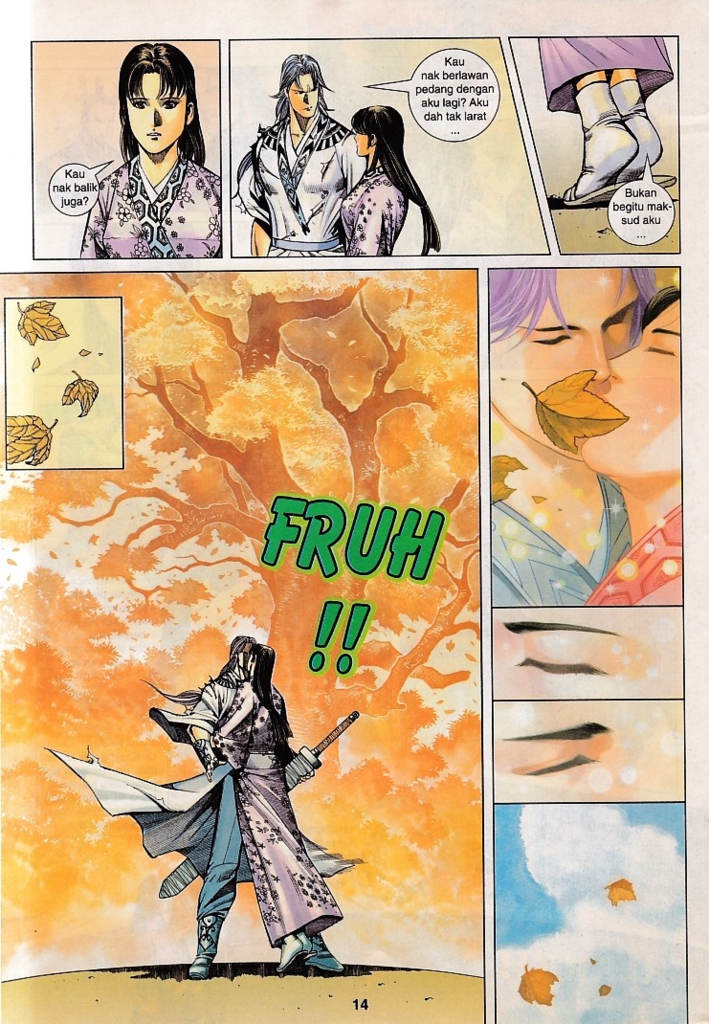 Kau
nak balik
juga?
Kau
nak berlawan
pedang dengan
aku lagi? Aku
dah tak larat
...
Bukan
begitu mak-
sud aku
...
FRUH
!!
14